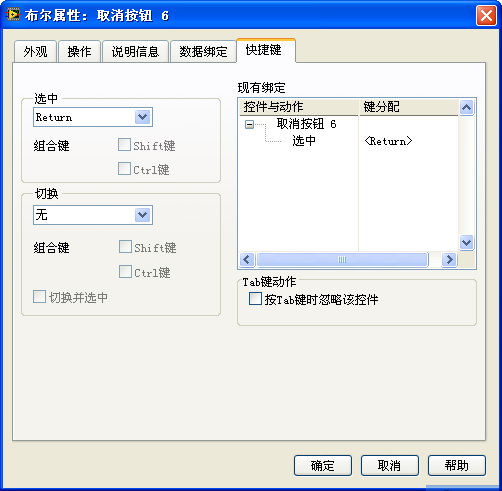 布尔属性: 取消按钮 6
外观 操作 说明信息 数据绑定 快捷键
选中
Return
组合键 Shift键
Ctrl键
切换
无
组合键 Shift键
Ctrl键
切换并选中
现有绑定
控件与动作 键分配
取消按钮 6
选中 <Return>
Tab键动作
按Tab键时忽略该控件
确定 取消 帮助